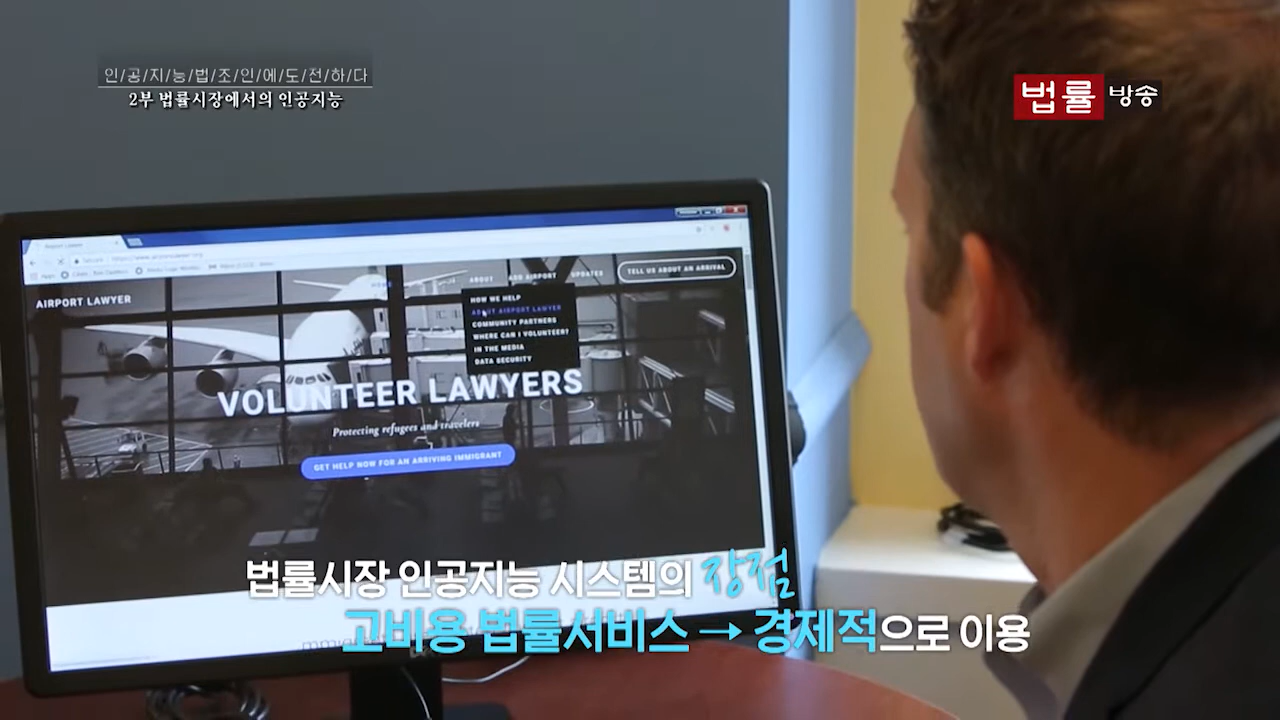 인/공/지/능/법/조/인/에/도/전/하/다
2부 법률시장에서의 인공지능
법률 방송
AIRPORT LAWYER
HOME ABOUT ADD AIRPORT UPDATES
TELL US ABOUT AN ARRIVAL
HOW WE HELP
ABOUT AIRPORT LAWYER
COMMUNITY PARTNERS
WHERE CAN I VOLUNTEER?
IN THE MEDIA
DATA SECURITY
VOLUNTEER LAWYERS
Protecting refugees and travelers
GET HELP NOW FOR AN ARRIVING IMMIGRANT
법률시장 인공지능 시스템의 장점
고비용 법률서비스 → 경제적으로 이용